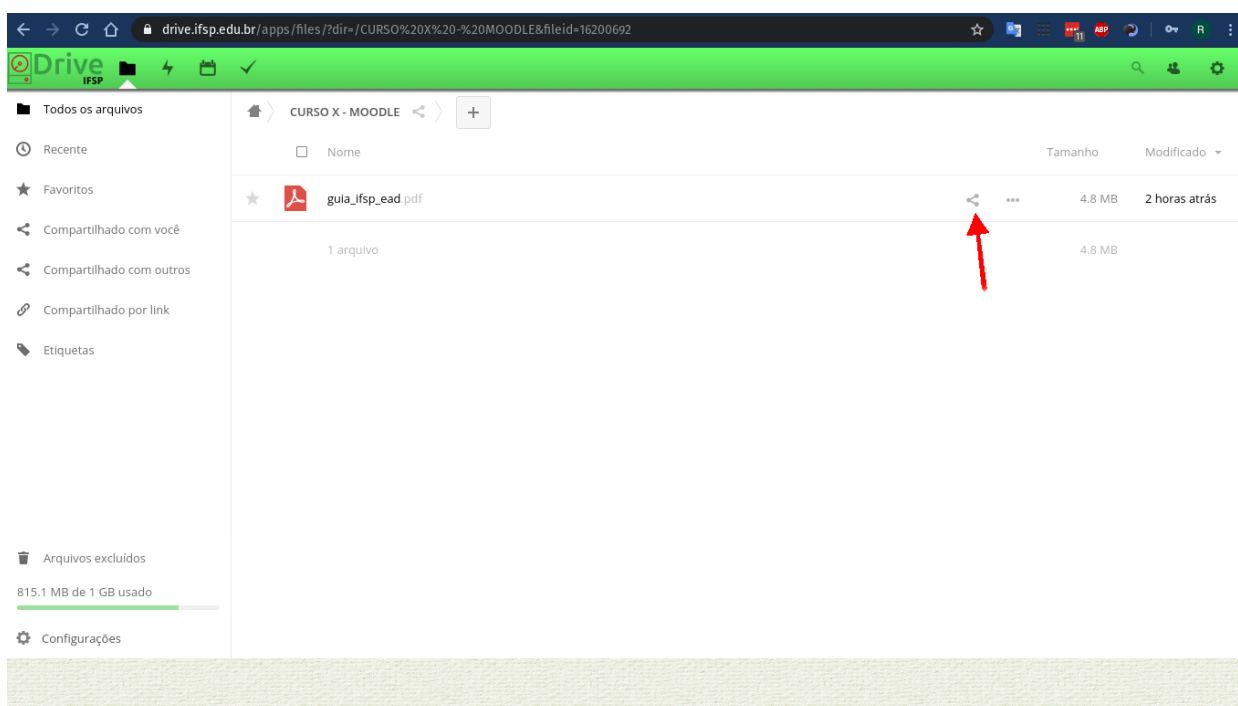 drive.ifsp.edu.br/apps/files/?dir=/CURSO%20X%20-%20MOODLE&fileid=16200692
11
ABP
R
Drive
IFSP
Todos os arquivos
CURSO X - MOODLE
+
Recente
Nome
Tamanho
Modificado
Favoritos
guia_ifsp_ead.pdf
4.8 MB
2 horas atrás
Compartilhado com você
1 arquivo
4.8 MB
Compartilhado com outros
Compartilhado por link
Etiquetas
Arquivos excluídos
815.1 MB de 1 GB usado
Configurações